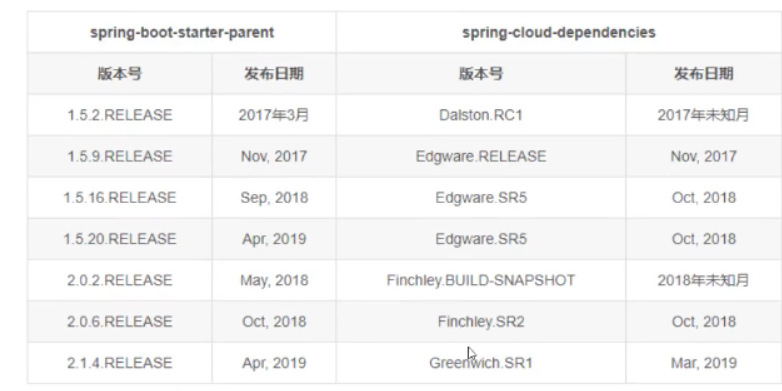 spring-boot-starter-parent spring-cloud-dependencies
版本号 发布日期 版本号 发布日期
1.5.2.RELEASE 2017年3月 Dalston.RC1 2017年未知月
1.5.9.RELEASE Nov, 2017 Edgware.RELEASE Nov, 2017
1.5.16.RELEASE Sep, 2018 Edgware.SR5 Oct, 2018
1.5.20.RELEASE Apr, 2019 Edgware.SR5 Oct, 2018
2.0.2.RELEASE May, 2018 Finchley.BUILD-SNAPSHOT 2018年未知月
2.0.6.RELEASE Oct, 2018 Finchley.SR2 Oct, 2018
2.1.4.RELEASE Apr, 2019 Greenwich.SR1 Mar, 2019